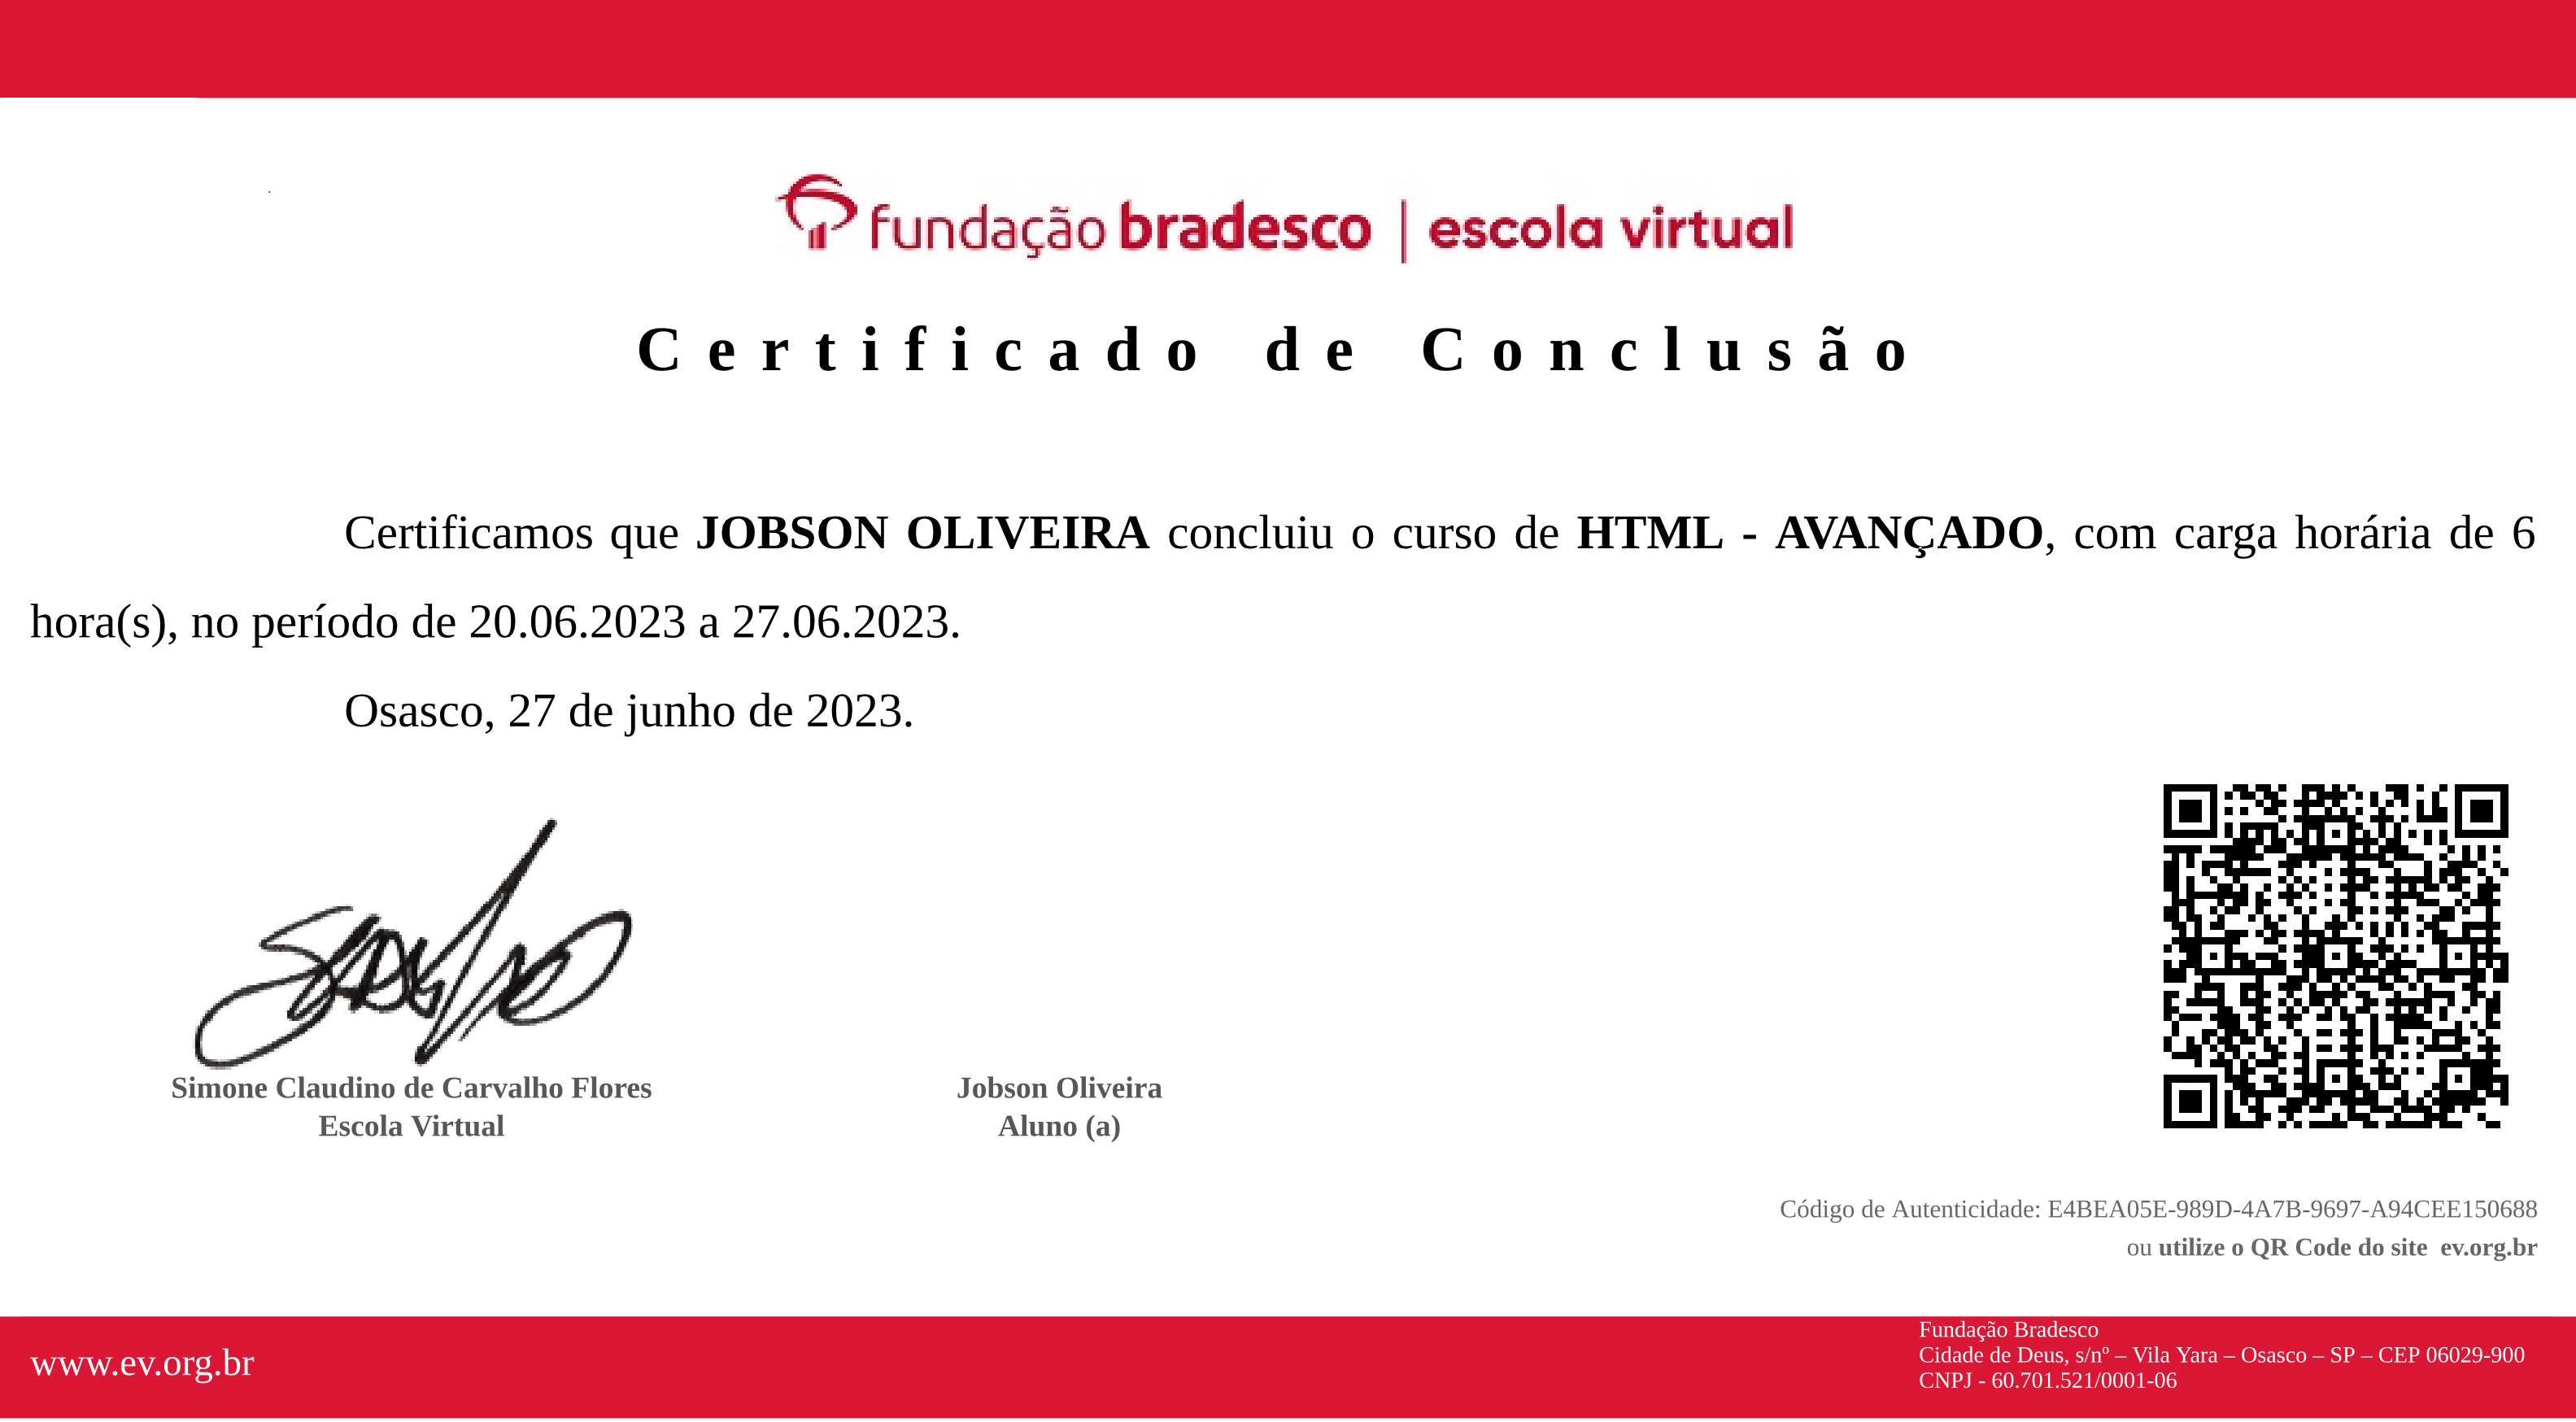 fundação bradesco | escola virtual
Certificado de Conclusão
Certificamos que JOBSON OLIVEIRA concluiu o curso de HTML - AVANÇADO, com carga horária de 6
hora(s), no período de 20.06.2023 a 27.06.2023.
Osasco, 27 de junho de 2023.
Simone Claudino de Carvalho Flores
Escola Virtual
Jobson Oliveira
Aluno (a)
Código de Autenticidade: E4BEA05E-989D-4A7B-9697-A94CEE150688
ou utilize o QR Code do site  ev.org.br
www.ev.org.br
Fundação Bradesco
Cidade de Deus, s/nº – Vila Yara – Osasco – SP – CEP 06029-900
CNPJ - 60.701.521/0001-06